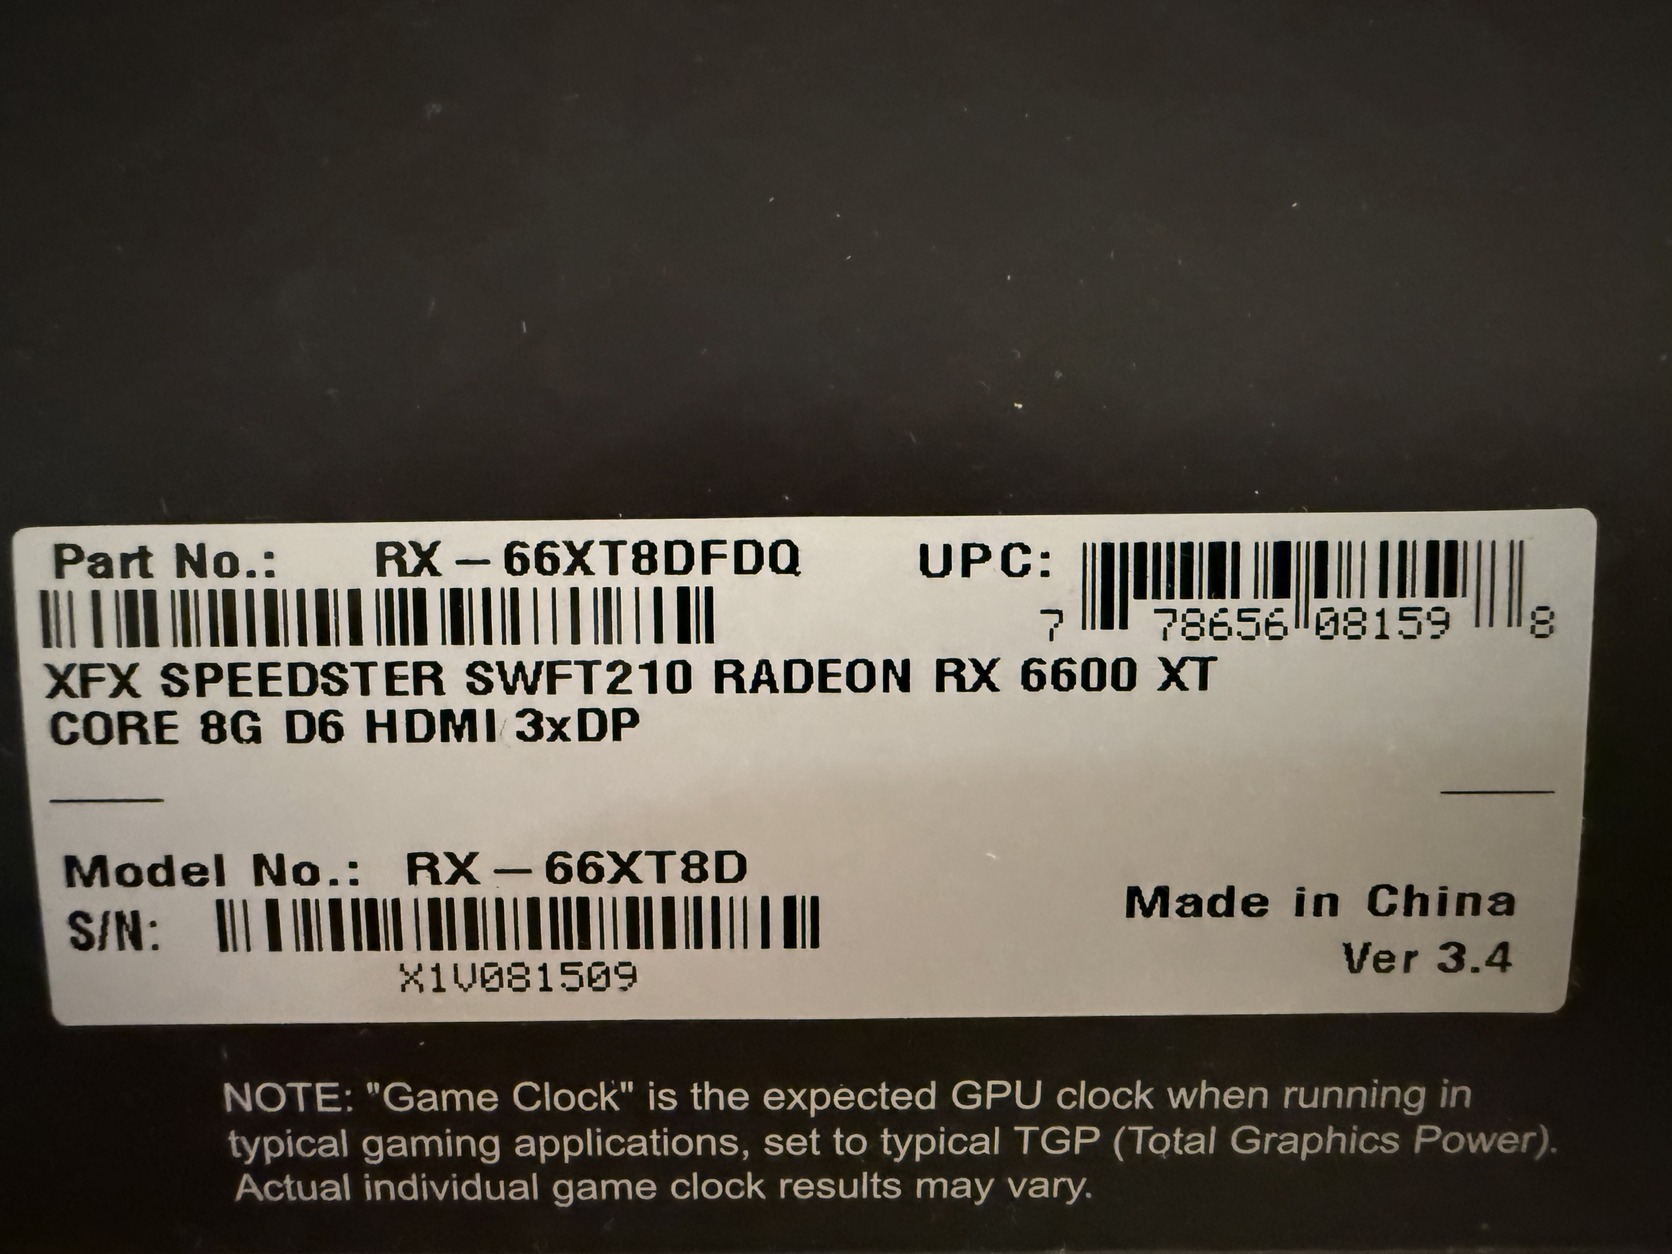 Part No.: RX-66XT8DFDQ UPC:
7 78656 08159 8
XFX SPEEDSTER SWFT210 RADEON RX 6600 XT
CORE 8G D6 HDMI 3xDP
Model No.: RX-66XT8D
S/N:
X1V081509
Made in China
Ver 3.4
NOTE: "Game Clock" is the expected GPU clock when running in
typical gaming applications, set to typical TGP (Total Graphics Power).
Actual individual game clock results may vary.